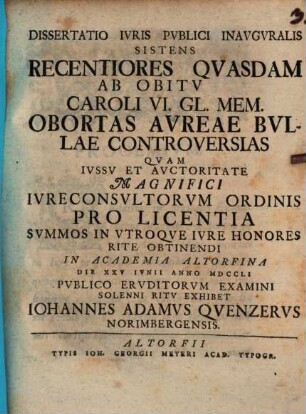 DISSERTATIO IVRIS PVBLICI INAVGVRALIS
SISTENS
RECENTIORES QVASDAM
AB OBITV
CAROLI VI. GL. MEM.
OBORTAS AVREAE BVL-
LAE CONTROVERSIAS
QVAM
IVSSV ET AVCTORITATE
MAGNIFICI
IVRECONSVLTORVM ORDINIS
PRO LICENTIA
SVMMOS IN VTROQVE IVRE HONORES
RITE OBTINENDI
IN ACADEMIA ALTORFINA
DIE XXV IVNII ANNO MDCCLI
PVBLICO ERVDITORVM EXAMINI
SOLENNI RITV EXHIBET
IOHANNES ADAMVS QVENZERVS
NORIMBERGENSIS.
ALTORFII
TYPIS IOH. GEORGII MEYERI ACAD. TYPOGR.